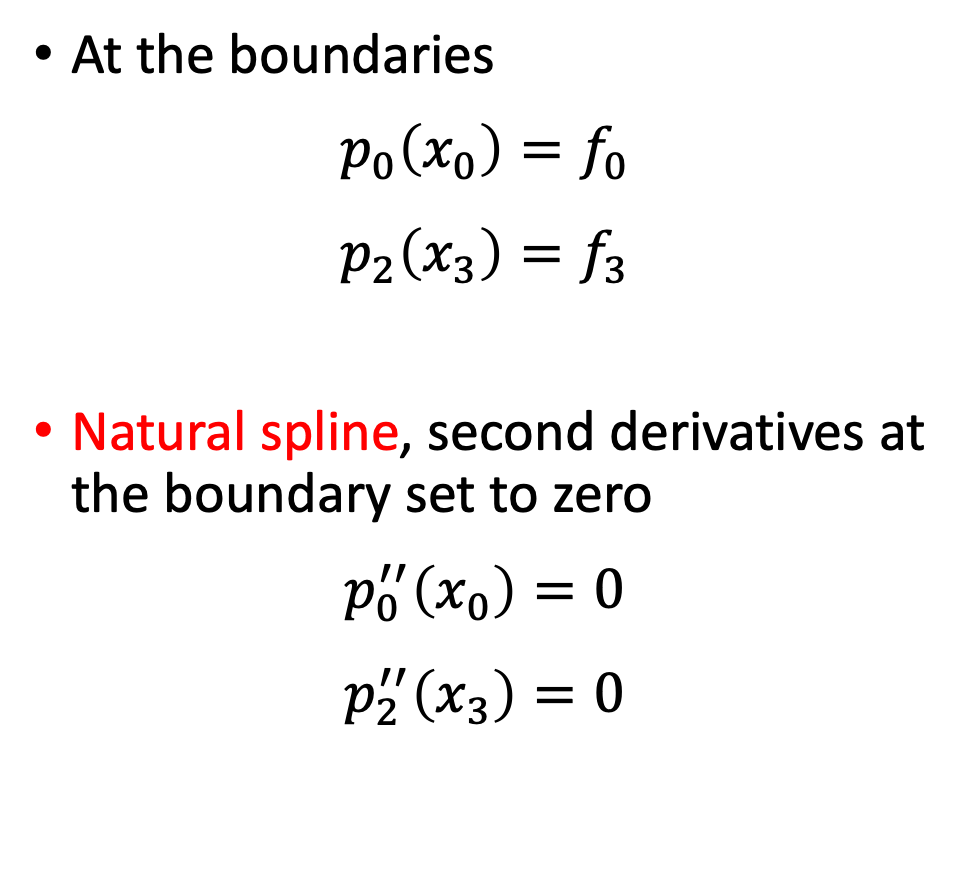 • At the boundaries
𝑝₀(𝑥₀) = 𝑓₀
𝑝₂(𝑥₃) = 𝑓₃
• Natural spline, second derivatives at
the boundary set to zero
𝑝₀′′(𝑥₀) = 0
𝑝₂′′(𝑥₃) = 0